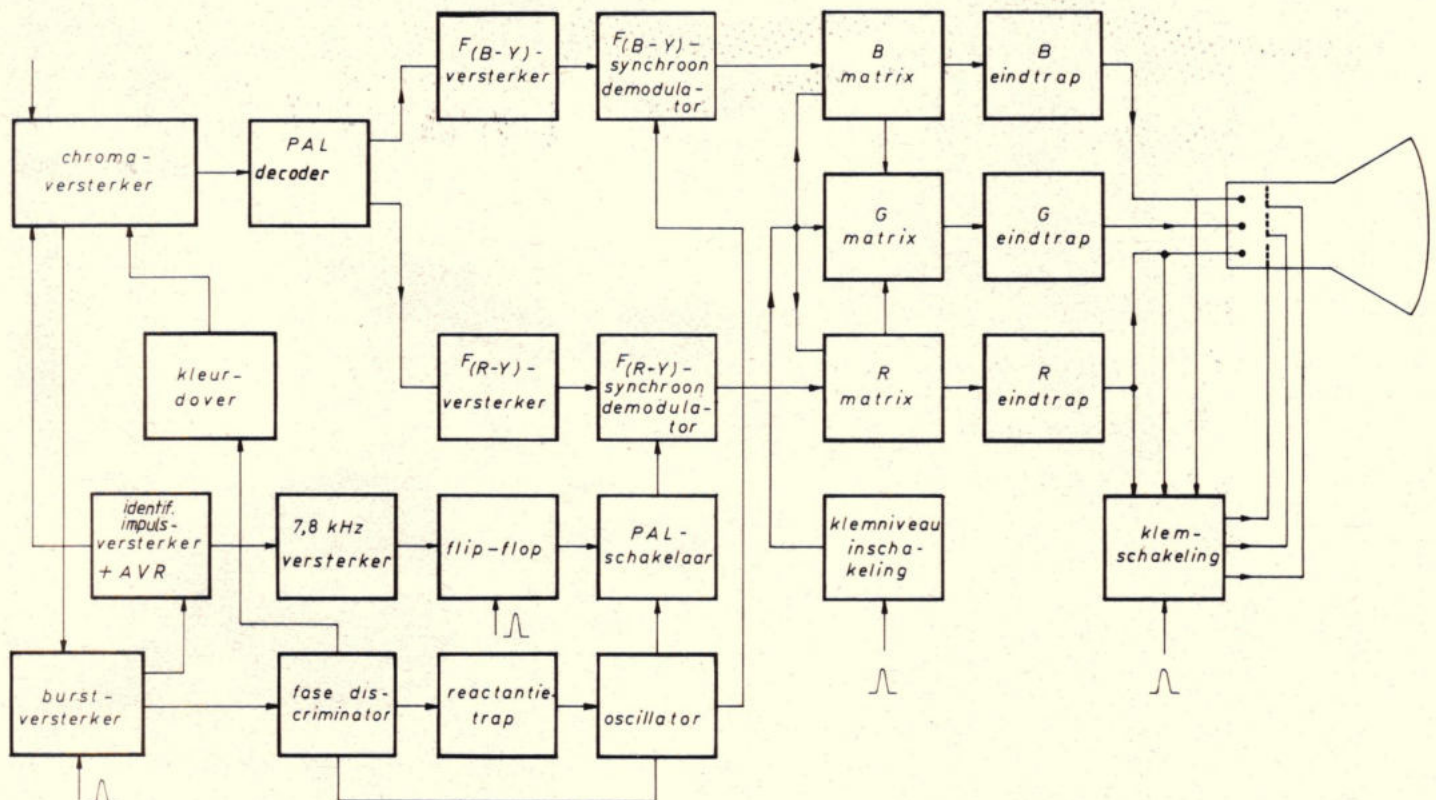 F(B-Y)-
versterker
F(B-Y)-
synchroon
demodula-
tor
B
matrix
B
eindtrap
chroma-
versterker
PAL
decoder
G
matrix
G
eindtrap
kleur-
dover
F(R-Y)-
versterker
F(R-Y)-
synchroon
demodula-
tor
R
matrix
R
eindtrap
identif.
impuls-
versterker
+ AVR
7,8 kHz
versterker
flip-flop
PAL-
schakelaar
klemniveau
inscha-
keling
klem-
schakeling
burst-
versterker
fase dis-
criminator
reactantie-
trap
oscillator